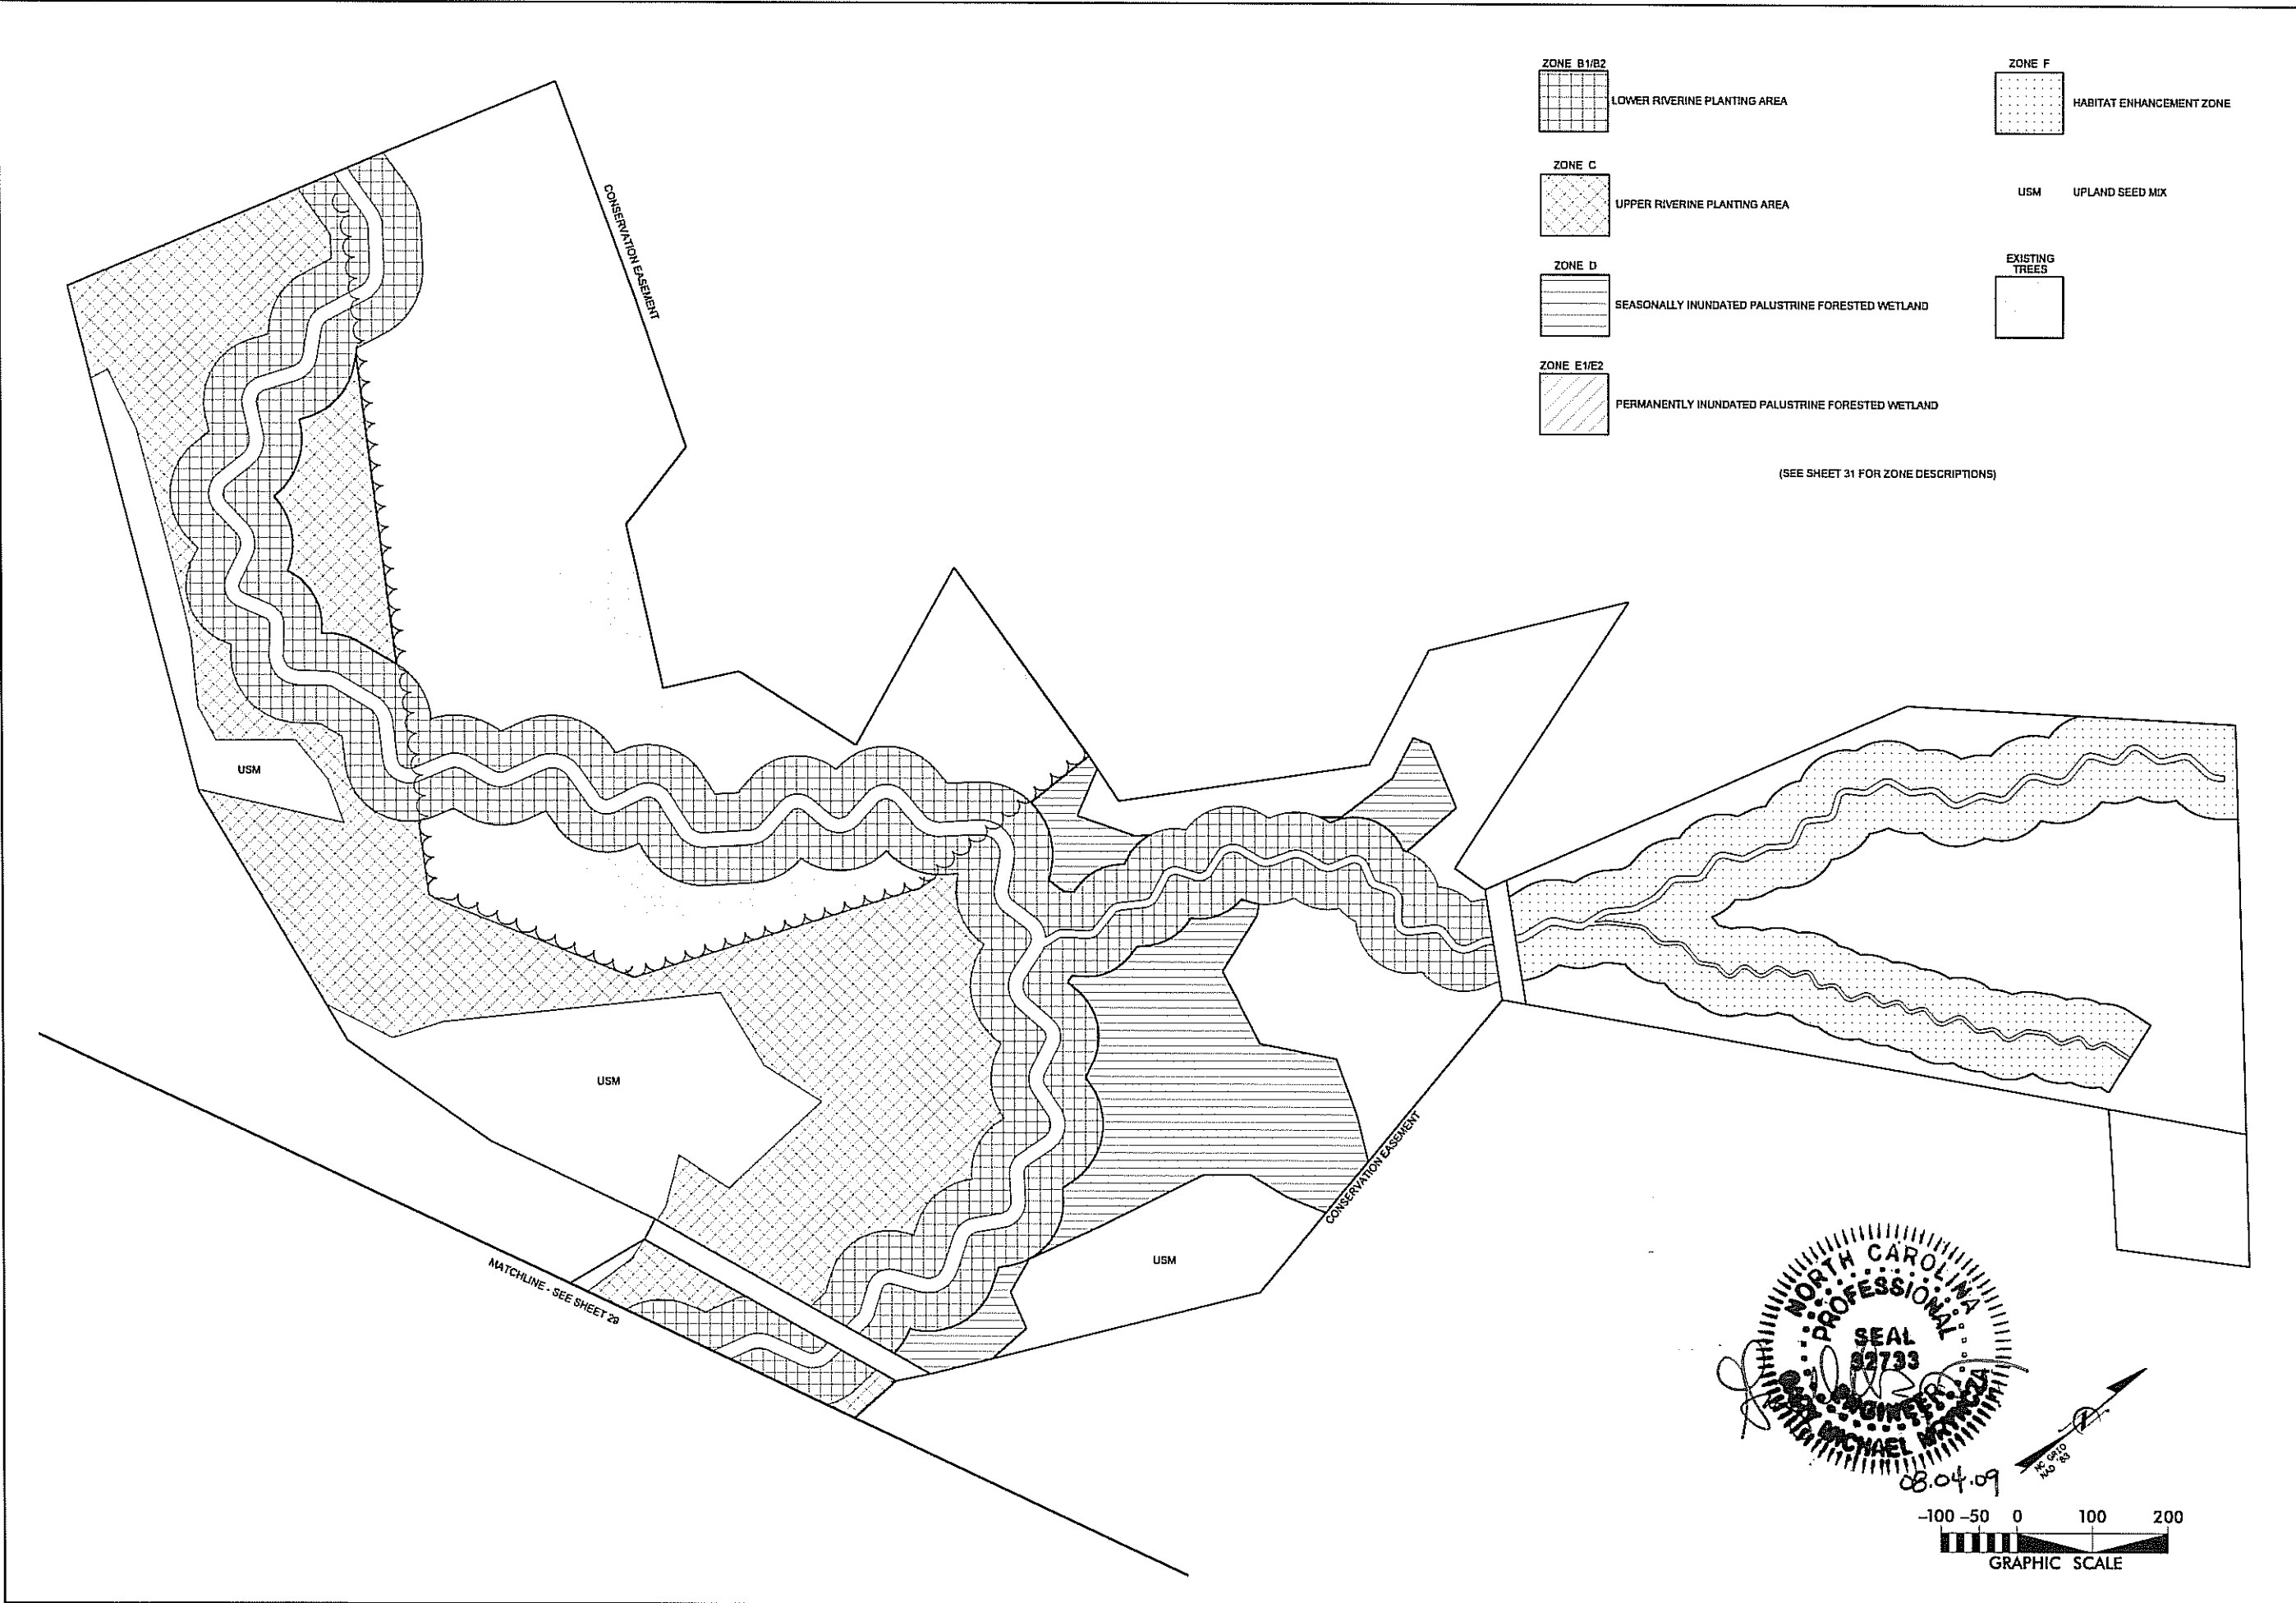 ZONE B1/B2
LOWER RIVERINE PLANTING AREA
ZONE C
UPPER RIVERINE PLANTING AREA
ZONE D
SEASONALLY INUNDATED PALUSTRINE FORESTED WETLAND
ZONE E1/E2
PERMANENTLY INUNDATED PALUSTRINE FORESTED WETLAND
ZONE F
HABITAT ENHANCEMENT ZONE
USM UPLAND SEED MIX
EXISTING
TREES
(SEE SHEET 31 FOR ZONE DESCRIPTIONS)
CONSERVATION EASEMENT
USM
USM
USM
CONSERVATION EASEMENT
MATCHLINE - SEE SHEET 29
NORTH CAROLINA
PROFESSIONAL
SEAL
32733
ENGINEER
MICHAEL
08.04.09
NC GRID
NAD '83
-100 -50 0 100 200
GRAPHIC SCALE